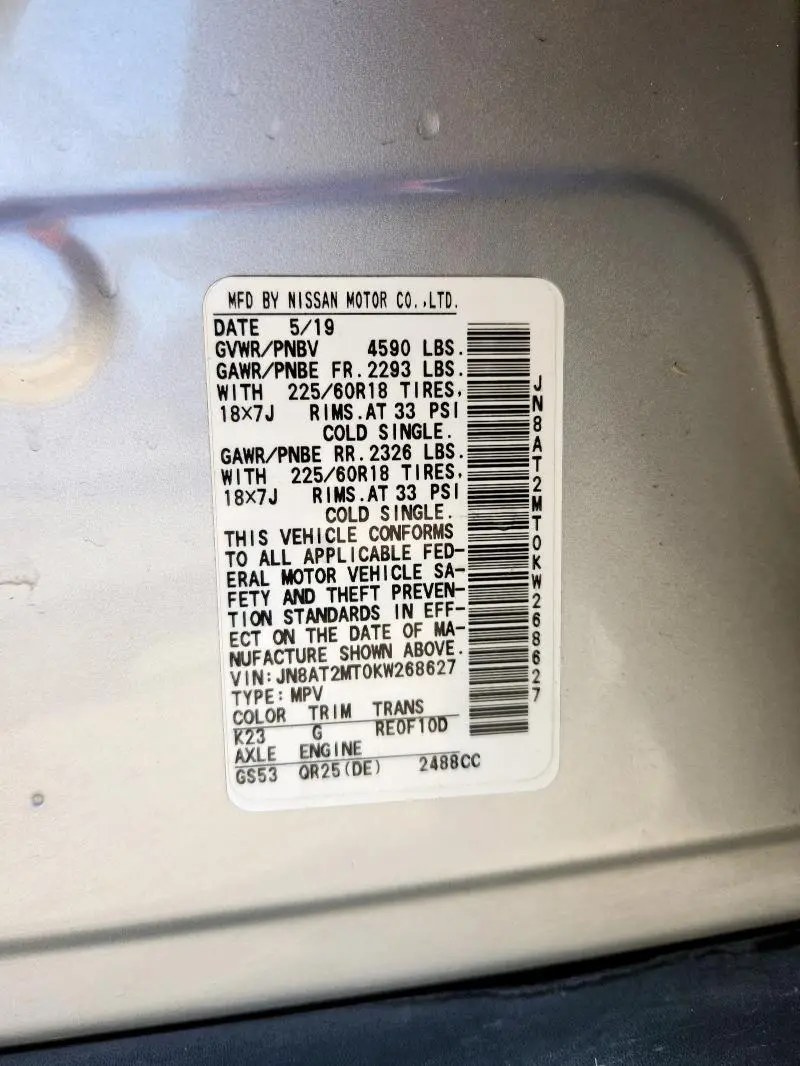 MFD BY NISSAN MOTOR CO.,LTD.
DATE 5/19
GVWR/PNBV 4590 LBS.
GAWR/PNBE FR.2293 LBS.
WITH 225/60R18 TIRES,
18×7J RIMS.AT 33 PSI
COLD SINGLE.
GAWR/PNBE RR.2326 LBS.
WITH 225/60R18 TIRES,
18×7J RIMS.AT 33 PSI
COLD SINGLE.
THIS VEHICLE CONFORMS
TO ALL APPLICABLE FED-
ERAL MOTOR VEHICLE SA-
FETY AND THEFT PREVEN-
TION STANDARDS IN EFF-
ECT ON THE DATE OF MA-
NUFACTURE SHOWN ABOVE.
VIN:JN8AT2MT0KW268627
TYPE:MPV
COLOR TRIM TRANS
K23 G RE0F10D
AXLE ENGINE
GS53 QR25(DE) 2488CC
JN8AT2MT0KW268627